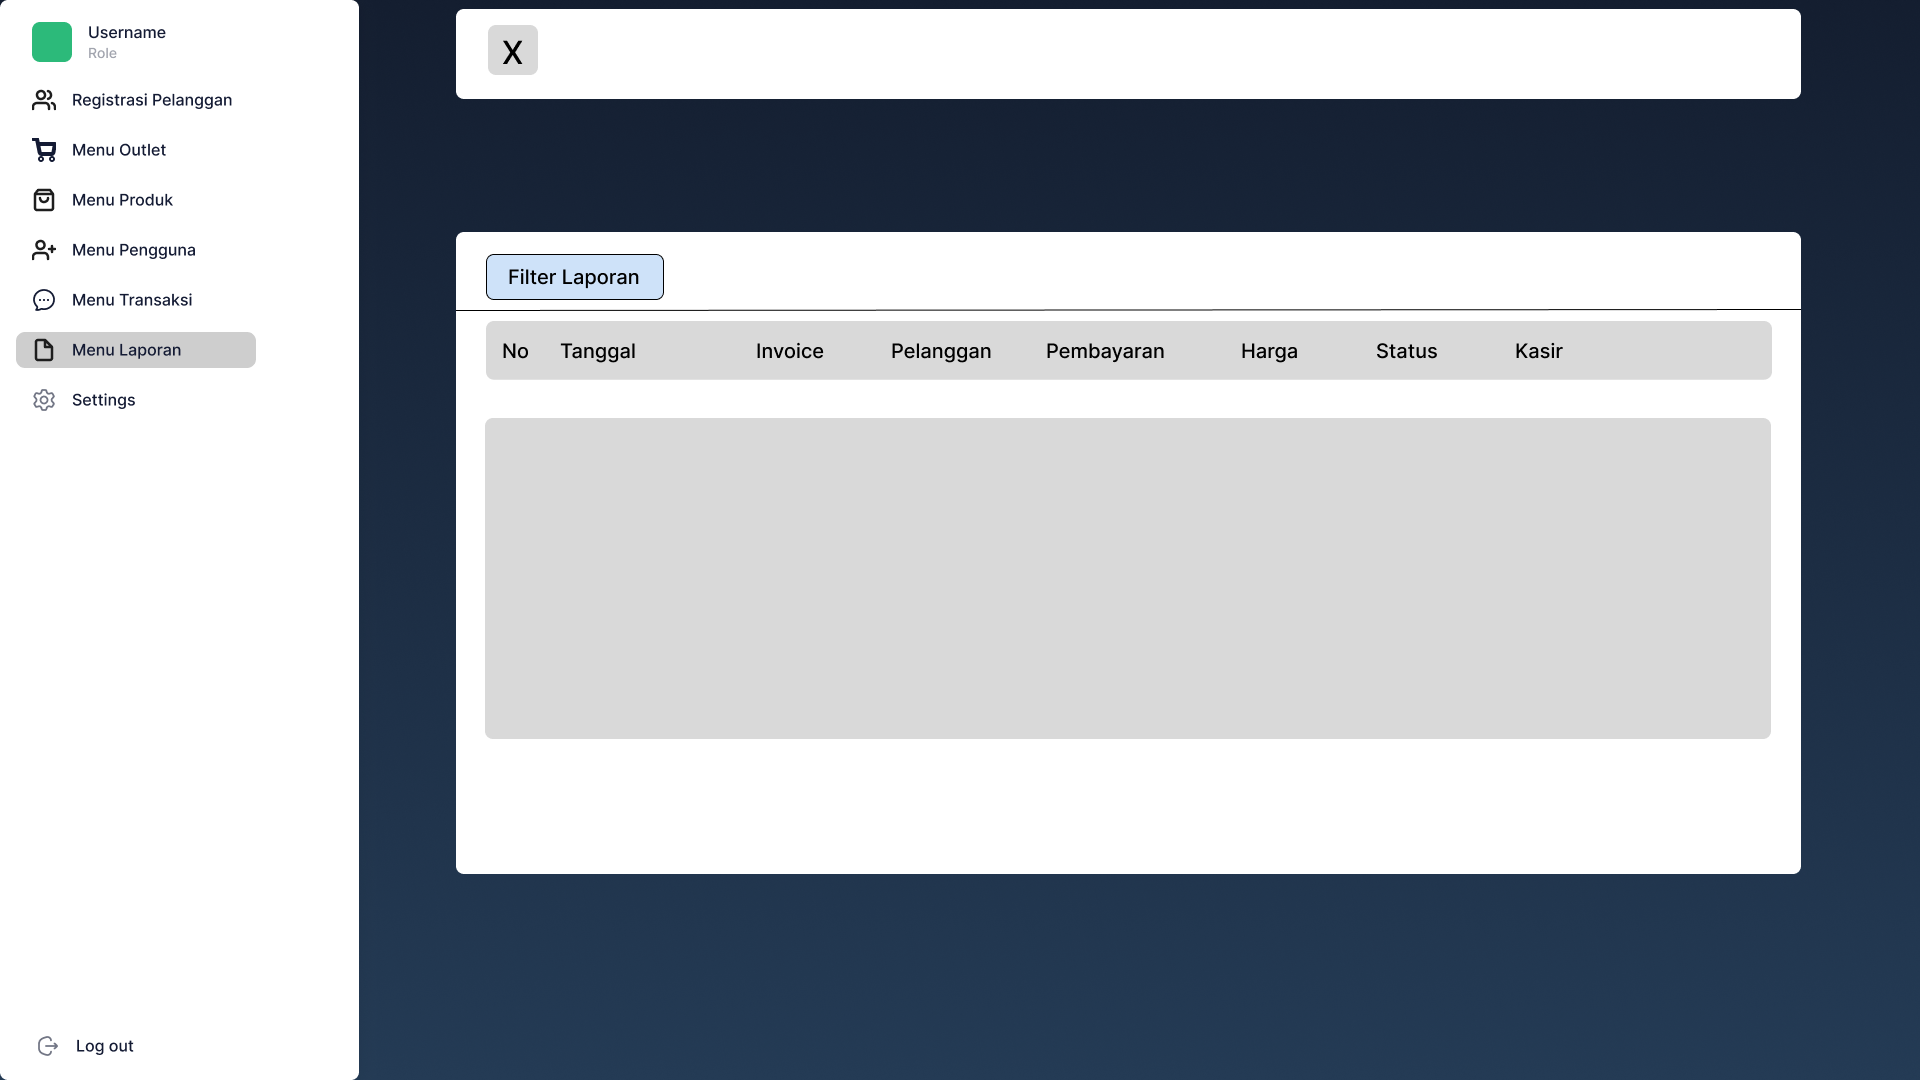 Username
Role
Registrasi Pelanggan
Menu Outlet
Menu Produk
Menu Pengguna
Menu Transaksi
Menu Laporan
Settings
Log out
X
Filter Laporan
No Tanggal Invoice Pelanggan Pembayaran Harga Status Kasir